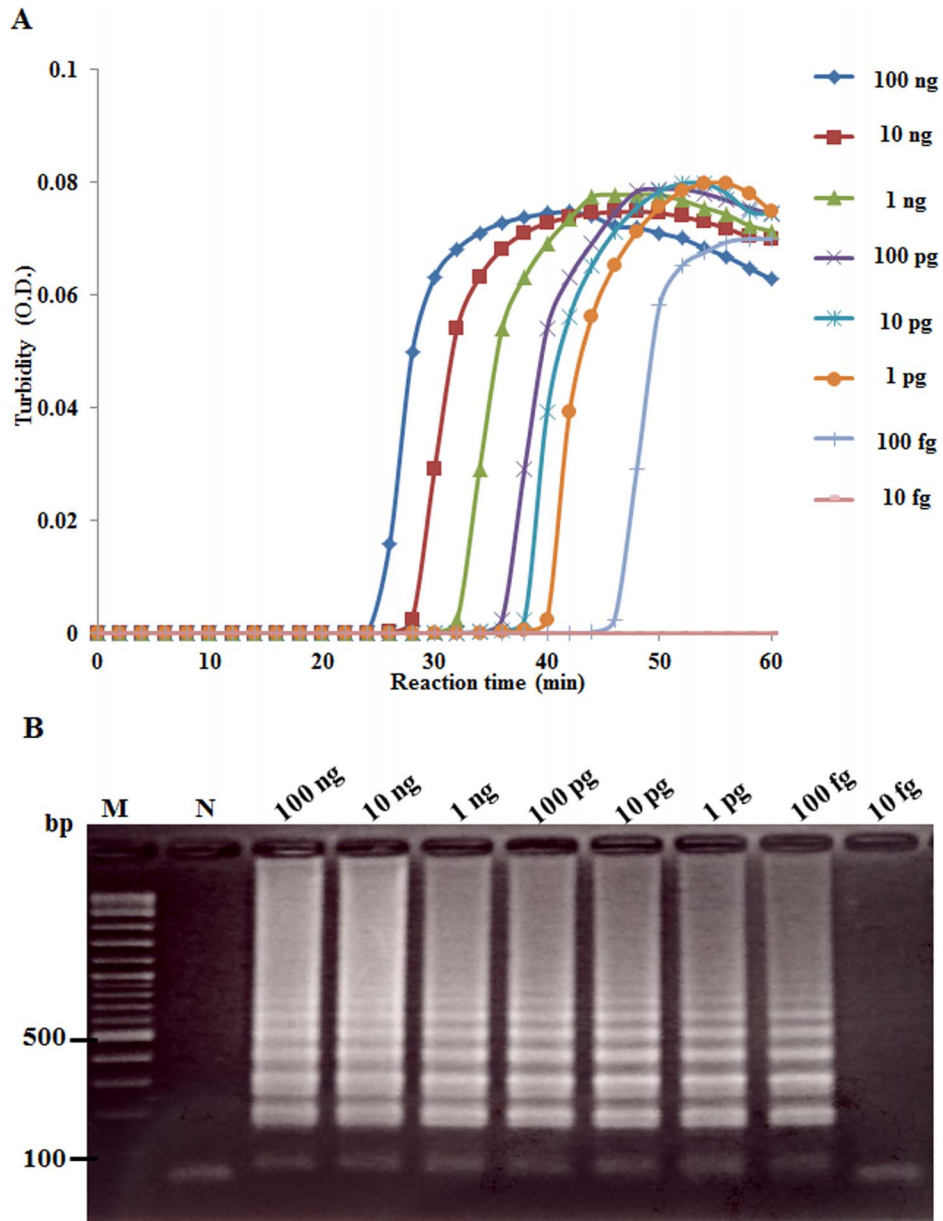 A
0.1
0.08
0.06
0.04
0.02
0
Turbidity (O.D.)
0 10 20 30 40 50 60
Reaction time (min)
100 ng
10 ng
1 ng
100 pg
10 pg
1 pg
100 fg
10 fg
B
bp M N 100 ng 10 ng 1 ng 100 pg 10 pg 1 pg 100 fg 10 fg
500
100